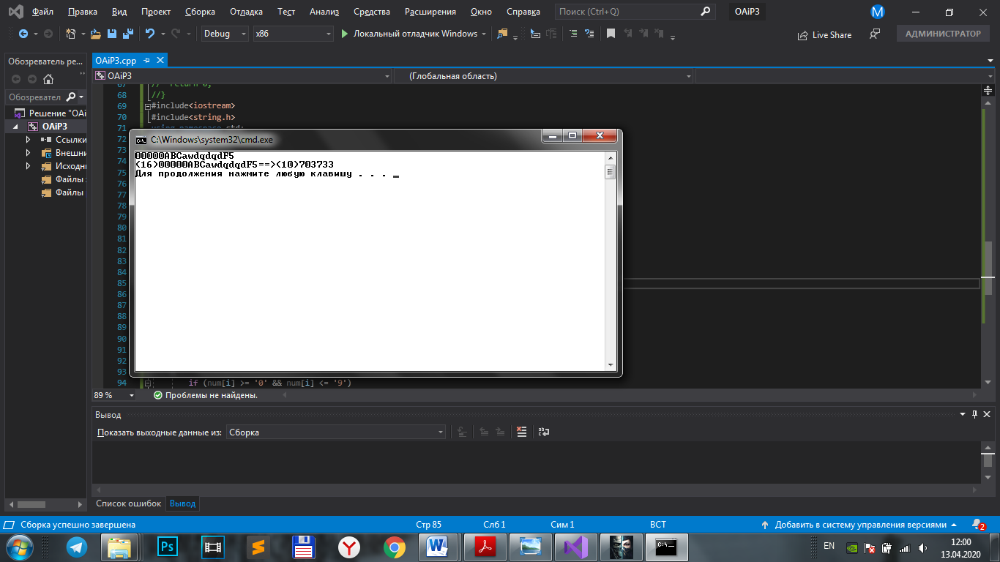 Файл Правка Вид Проект Сборка Отладка Тест Анализ Средства Расширения Окно Справка Поиск (Ctrl+Q) OAiP3 M
Debug x86 Локальный отладчик Windows Live Share АДМИНИСТРАТОР
Обозреватель ре...
Обозревател
Решение "OAi
OAiP3
Ссылки
Внешни
Исходн
Файлы
Файлы
OAiP3.cpp
OAiP3 (Глобальная область)
67 // return 0;
68 //}
69 #include<iostream>
70 #include<string.h>
71 using namespace std;
72
73
74
75
76
77
78
79
80
81
82
83
84
85
86
87
88
89
90
91
92
93
94 if (num[i] >= '0' && num[i] <= '9')
C:\Windows\system32\cmd.exe
00000ABCawdqdqdF5
(16)00000ABCawdqdqdF5==>(10)703733
Для продолжения нажмите любую клавишу . . .
89 % Проблемы не найдены.
Вывод
Показать выходные данные из: Сборка
Список ошибок Вывод
Сборка успешно завершена Стр 85 Слб 1 Сим 1 ВСТ Добавить в систему управления версиями 2
EN 12:00
13.04.2020